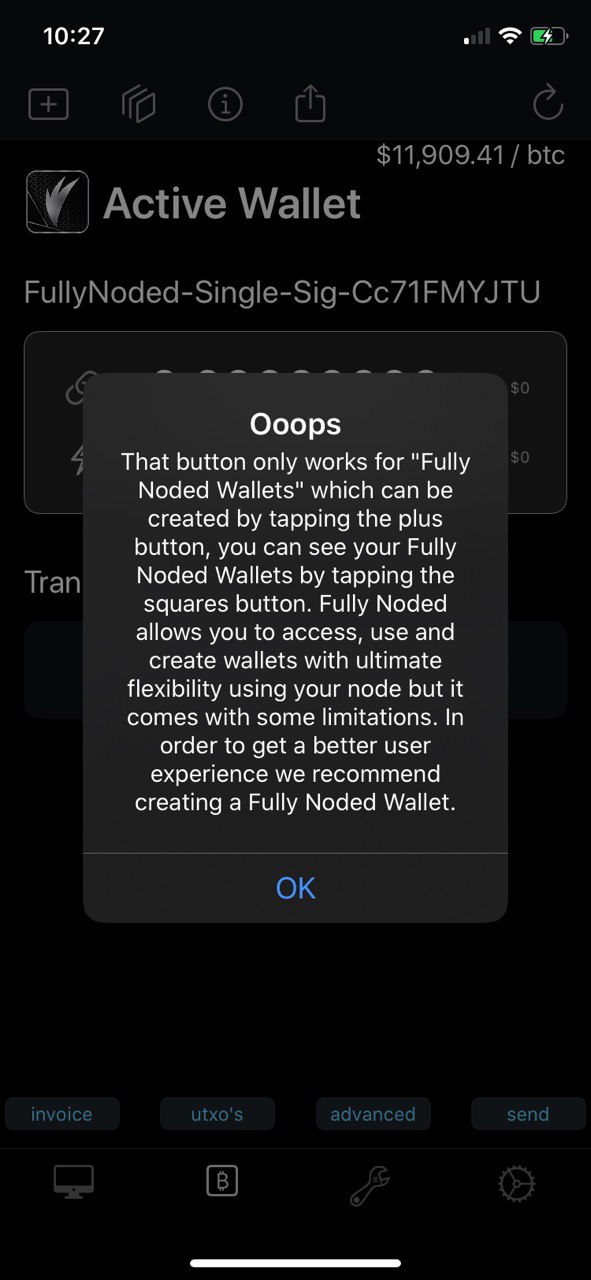 10:27
$11,909.41 / btc
Active Wallet
FullyNoded-Single-Sig-Cc71FMYJTU
$0
$0
Ooops
That button only works for "Fully
Noded Wallets" which can be
created by tapping the plus
button, you can see your Fully
Noded Wallets by tapping the
squares button. Fully Noded
allows you to access, use and
create wallets with ultimate
flexibility using your node but it
comes with some limitations. In
order to get a better user
experience we recommend
creating a Fully Noded Wallet.
OK
Tran
invoice
utxo's
advanced
send